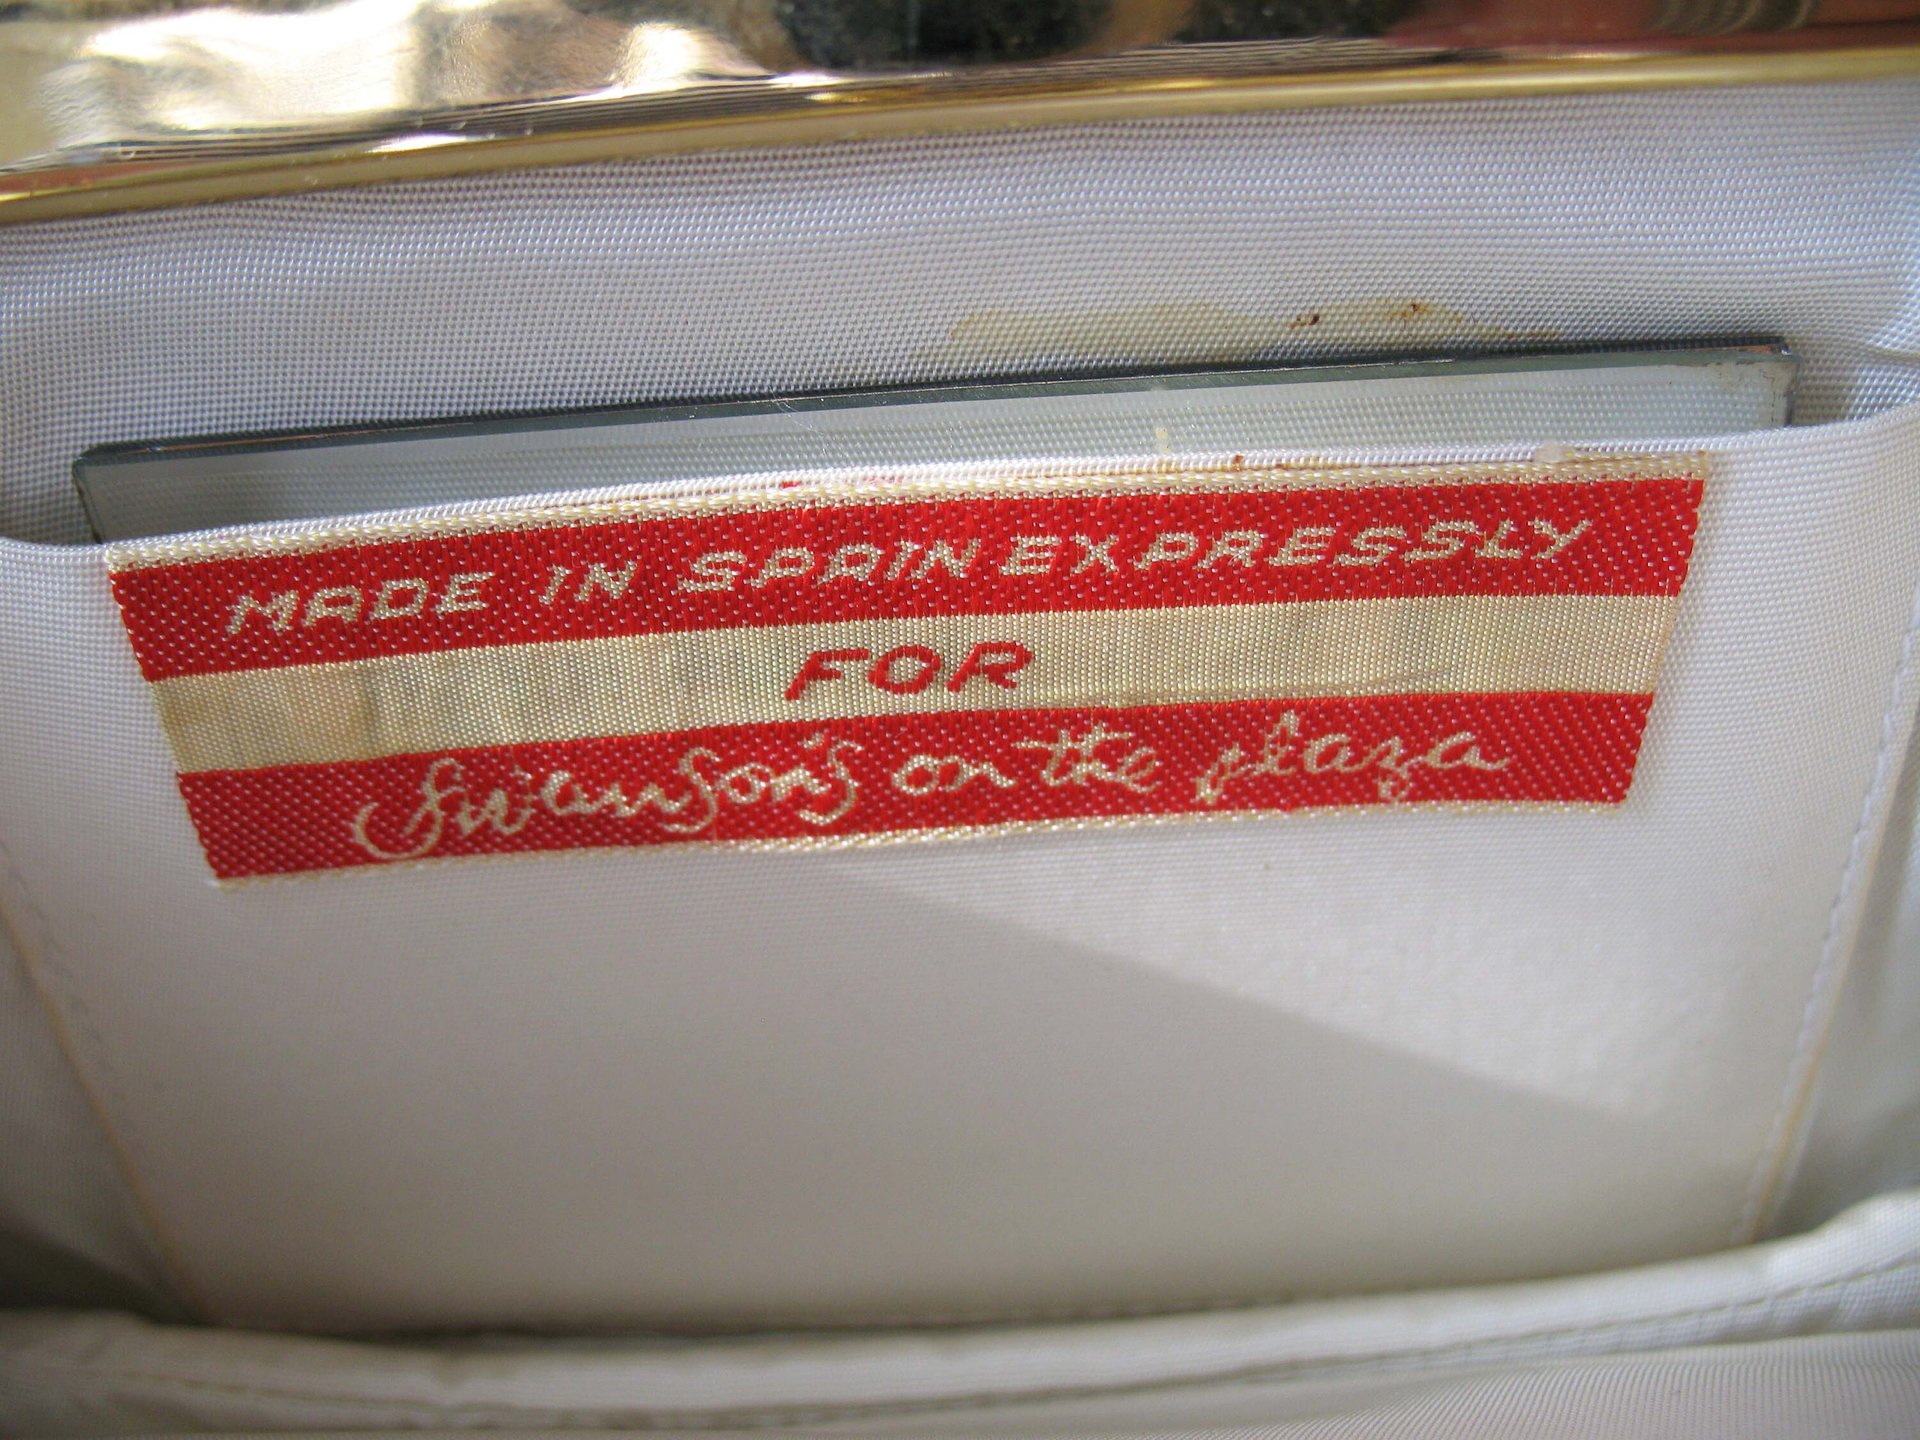 MADE IN SPAIN EXPRESSLY
FOR
Swanson's on the plaza